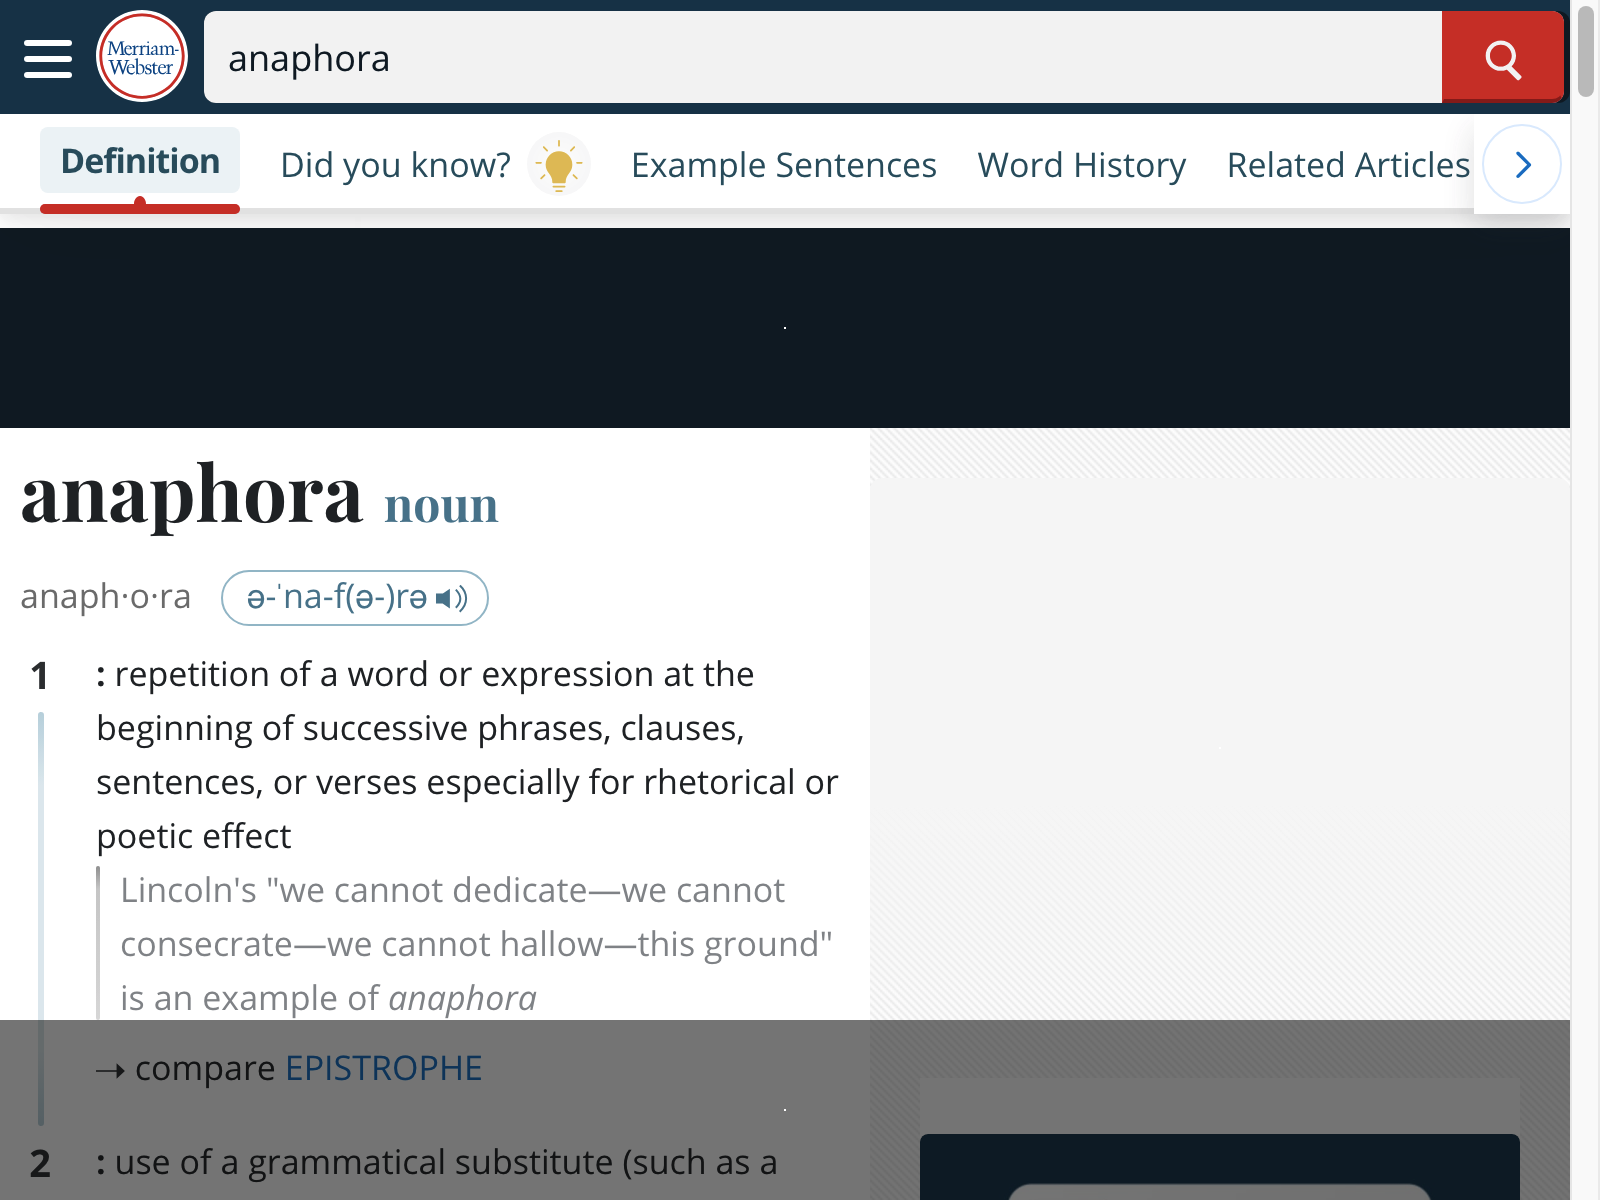 Merriam-
Webster
anaphora
Definition
Did you know?
Example Sentences
Word History
Related Articles
anaphora noun
anaph·o·ra
ə-ˈna-f(ə-)rə
1
: repetition of a word or expression at the
beginning of successive phrases, clauses,
sentences, or verses especially for rhetorical or
poetic effect
Lincoln's "we cannot dedicate—we cannot
consecrate—we cannot hallow—this ground"
is an example of anaphora
→ compare EPISTROPHE
2
: use of a grammatical substitute (such as a